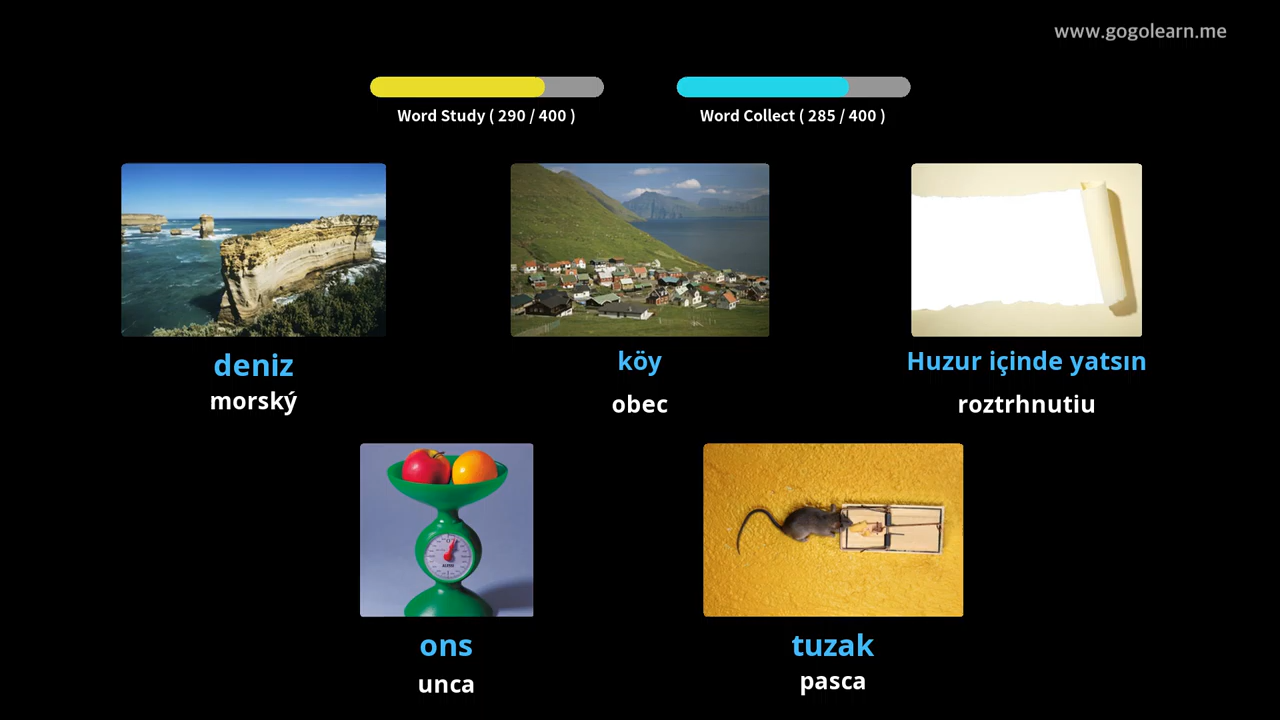 www.gogolearn.me
Word Study ( 290 / 400 )
Word Collect ( 285 / 400 )
deniz
morský
köy
obec
Huzur içinde yatsın
roztrhnutiu
ons
unca
tuzak
pasca